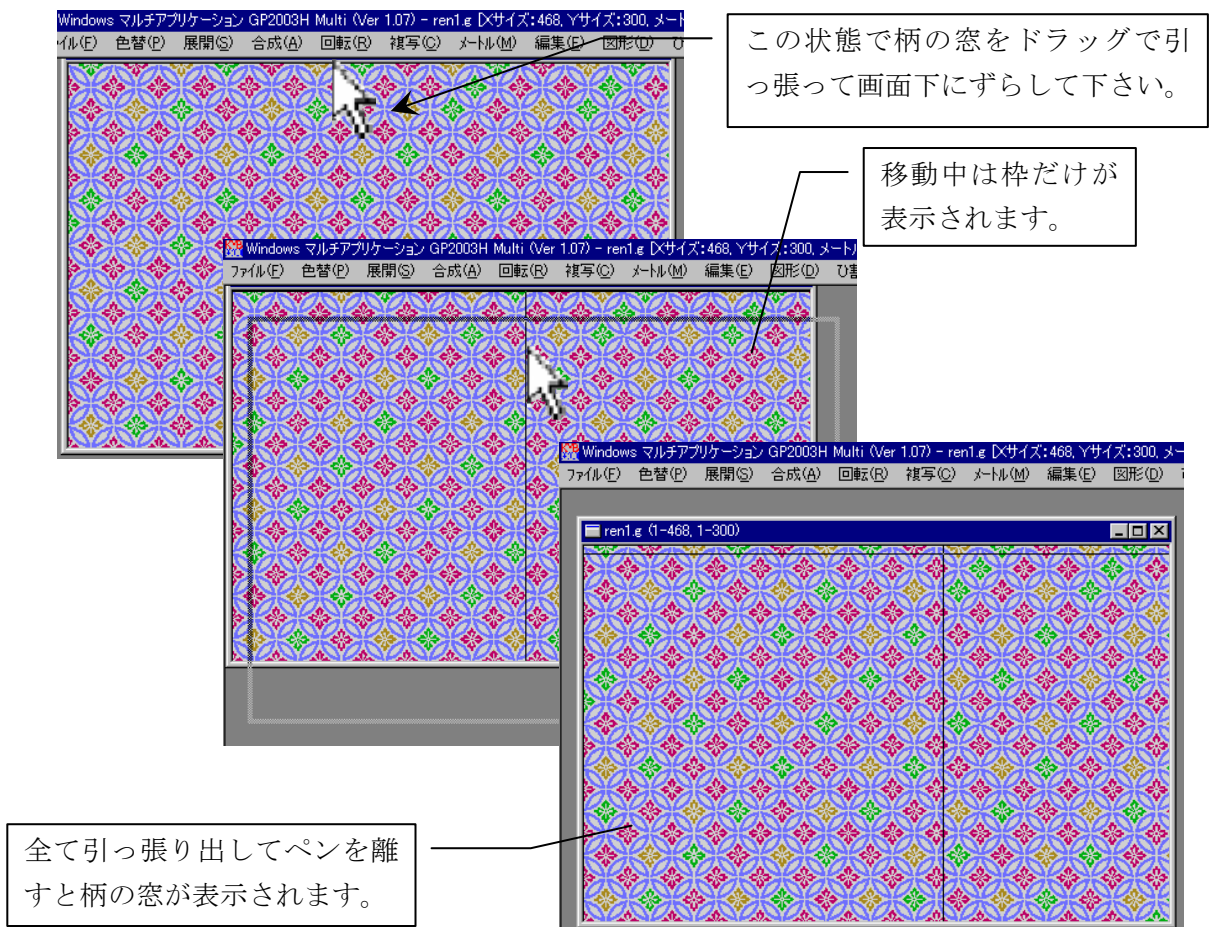 Windows マルチアプリケーション GP2003H Multi (Ver 1.07) - ren1.g [Xサイズ:468, Yサイズ:300, メート
イル(F) 色替(P) 展開(S) 合成(A) 回転(R) 複写(C) メートル(M) 編集(E) 図形(D) ひ
この状態で柄の窓をドラッグで引
っ張って画面下にずらして下さい。
移動中は枠だけが
表示されます。
Windows マルチアプリケーション GP2003H Multi (Ver 1.07) - ren1.g [Xサイズ:468, Yサイズ:300, メートル
ファイル(F) 色替(P) 展開(S) 合成(A) 回転(R) 複写(C) メートル(M) 編集(E) 図形(D) ひ割
Windows マルチアプリケーション GP2003H Multi (Ver 1.07) - ren1.g [Xサイズ:468, Yサイズ:300, メー
ファイル(F) 色替(P) 展開(S) 合成(A) 回転(R) 複写(C) メートル(M) 編集(E) 図形(D)
ren1.g (1-468, 1-300)
全て引っ張り出してペンを離
すと柄の窓が表示されます。